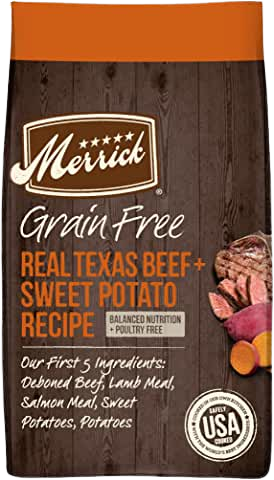 ★★★★★
Merrick®
Grain Free
REAL TEXAS BEEF +
SWEET POTATO
RECIPE
BALANCED NUTRITION
+ POULTRY FREE
Our First 5 Ingredients:
Deboned Beef, Lamb Meal,
Salmon Meal, Sweet
Potatoes, Potatoes
SAFELY
USA
COOKED